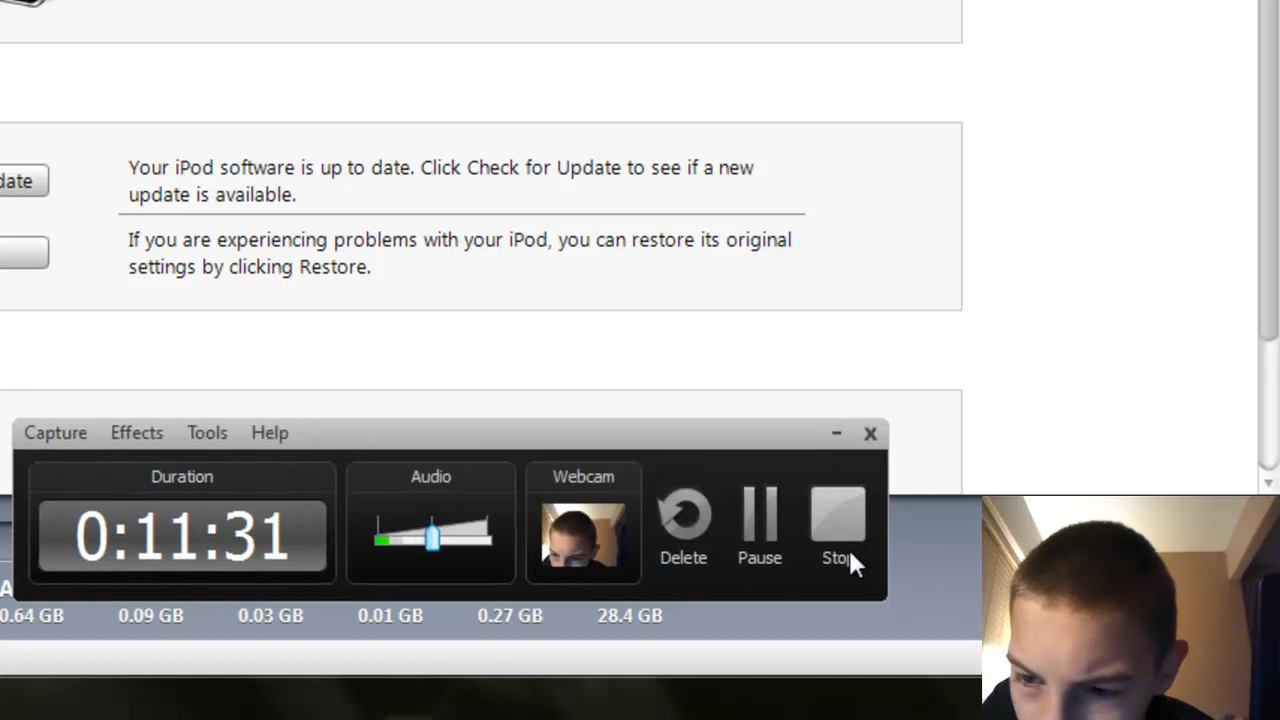 date
Your iPod software is up to date. Click Check for Update to see if a new
update is available.
If you are experiencing problems with your iPod, you can restore its original
settings by clicking Restore.
Capture Effects Tools Help
Duration
Audio
Webcam
0:11:31
Delete
Pause
Stop
A
0.64 GB 0.09 GB 0.03 GB 0.01 GB 0.27 GB 28.4 GB